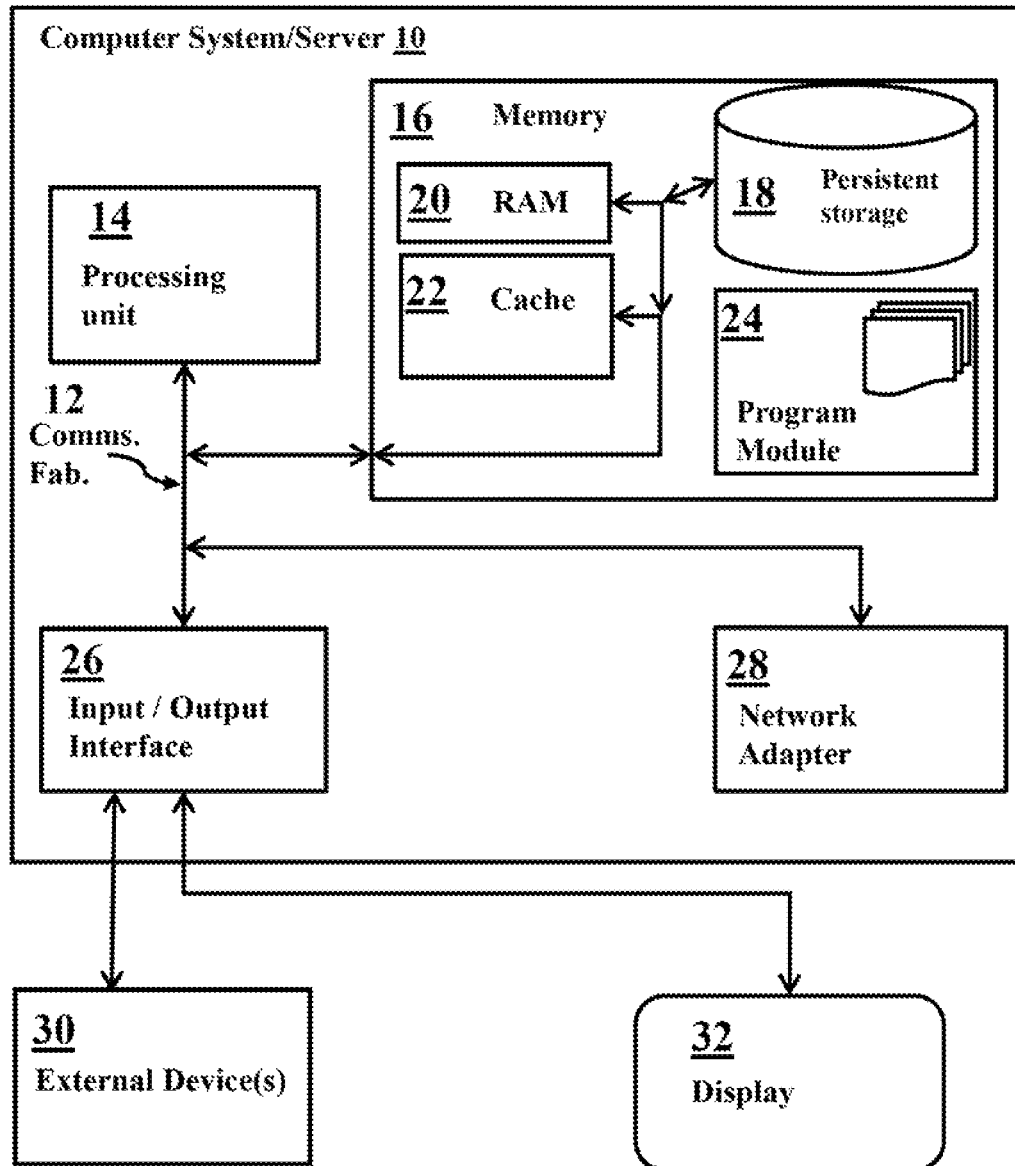 Computer System/Server 10
16 Memory
20 RAM
18 Persistent
storage
22 Cache
24
Program
Module
14
Processing
unit
12
Comms.
Fab.
26
Input / Output
Interface
28
Network
Adapter
30
External Device(s)
32
Display